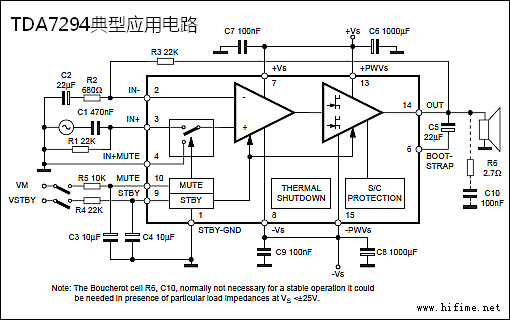 TDA7294典型应用电路
C7 100nF
+Vs
C6 1000µF
R3 22K
+Vs
+PWVs
C2
22µF
R2
680Ω
IN-
2
7
13
14
OUT
C1 470nF
IN+
3
-
+
C5
22µF
R1 22K
IN+MUTE
4
6
BOOT-
STRAP
R6
2.7Ω
VM
R5 10K
MUTE
10
MUTE
THERMAL
SHUTDOWN
S/C
PROTECTION
C10
100nF
VSTBY
R4 22K
STBY
9
STBY
1
8
15
STBY-GND
-Vs
-PWVs
C3 10µF
C4 10µF
C9 100nF
C8 1000µF
-Vs
Note: The Boucherot cell R6, C10, normally not necessary for a stable operation it could
be needed in presence of particular load impedances at VS <±25V.
www.hifime.net